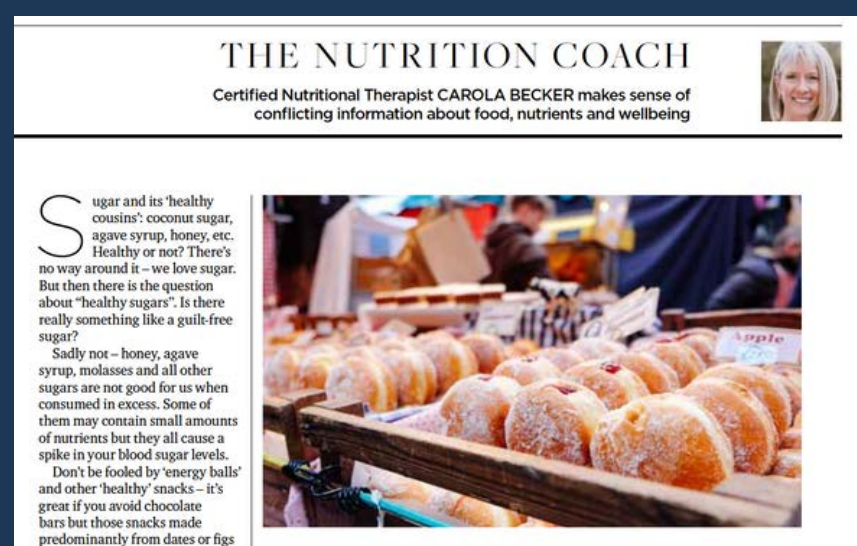 THE NUTRITION COACH
Certified Nutritional Therapist CAROLA BECKER makes sense of
conflicting information about food, nutrients and wellbeing
Sugar and its ‘healthy
cousins’: coconut sugar,
agave syrup, honey, etc.
Healthy or not? There’s
no way around it – we love sugar.
But then there is the question
about “healthy sugars”. Is there
really something like a guilt-free
sugar?
Sadly not – honey, agave
syrup, molasses and all other
sugars are not good for us when
consumed in excess. Some of
them may contain small amounts
of nutrients but they all cause a
spike in your blood sugar levels.
Don’t be fooled by ‘energy balls’
and other ‘healthy’ snacks – it’s
great if you avoid chocolate
bars but those snacks made
predominantly from dates or figs
Apple